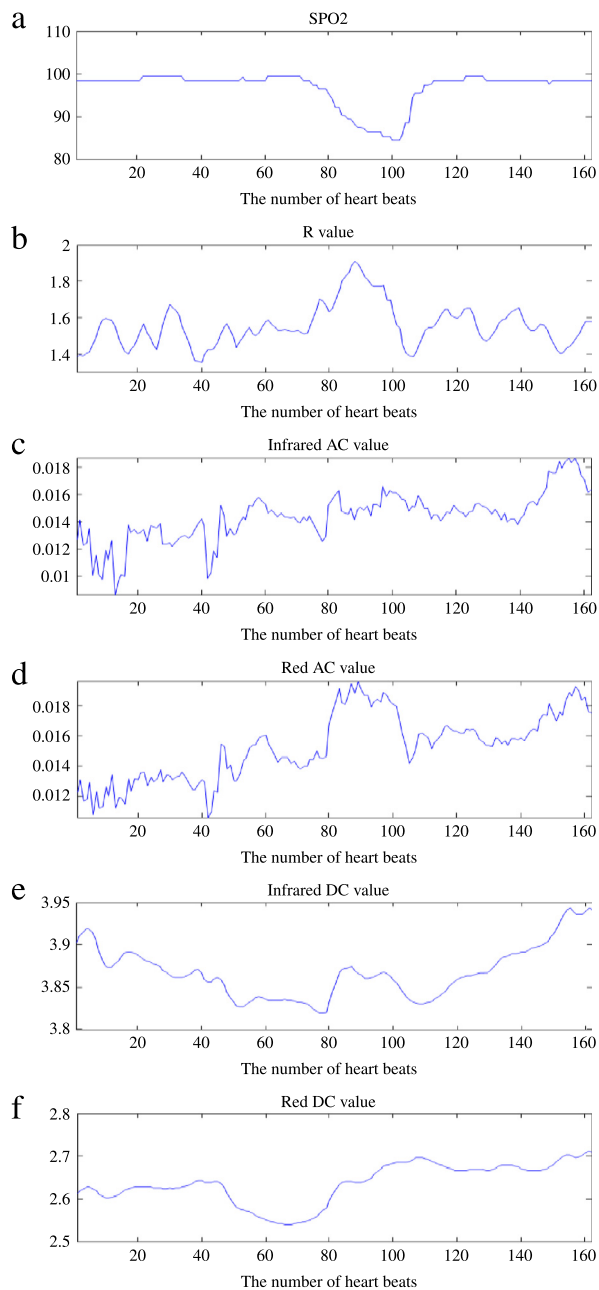 a
SPO2
110
100
90
80
20 40 60 80 100 120 140 160
The number of heart beats
b
R value
2
1.8
1.6
1.4
20 40 60 80 100 120 140 160
The number of heart beats
c
Infrared AC value
0.018
0.016
0.014
0.012
0.01
20 40 60 80 100 120 140 160
The number of heart beats
d
Red AC value
0.018
0.016
0.014
0.012
20 40 60 80 100 120 140 160
The number of heart beats
e
Infrared DC value
3.95
3.9
3.85
3.8
20 40 60 80 100 120 140 160
The number of heart beats
f
Red DC value
2.8
2.7
2.6
2.5
20 40 60 80 100 120 140 160
The number of heart beats